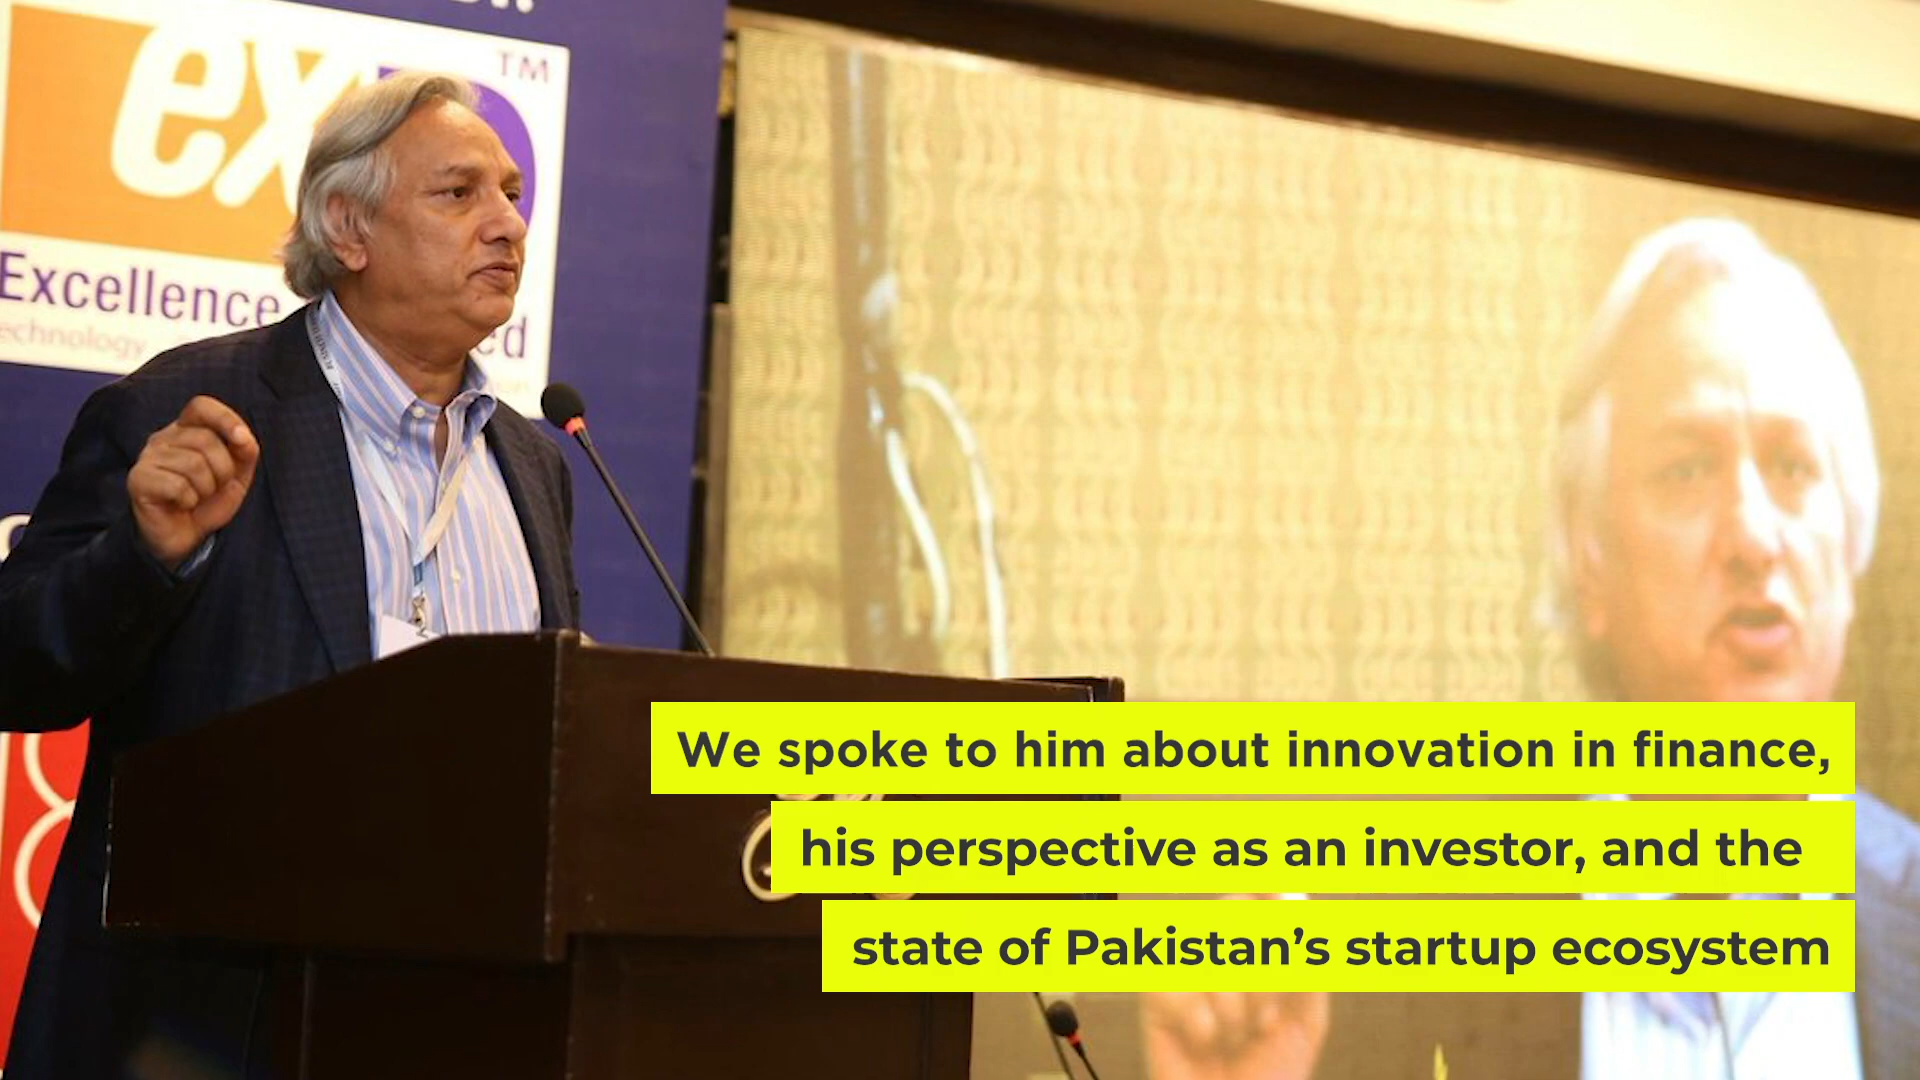 TM
ex
Excellence
ed
echnology
We spoke to him about innovation in finance,
his perspective as an investor, and the
state of Pakistan’s startup ecosystem